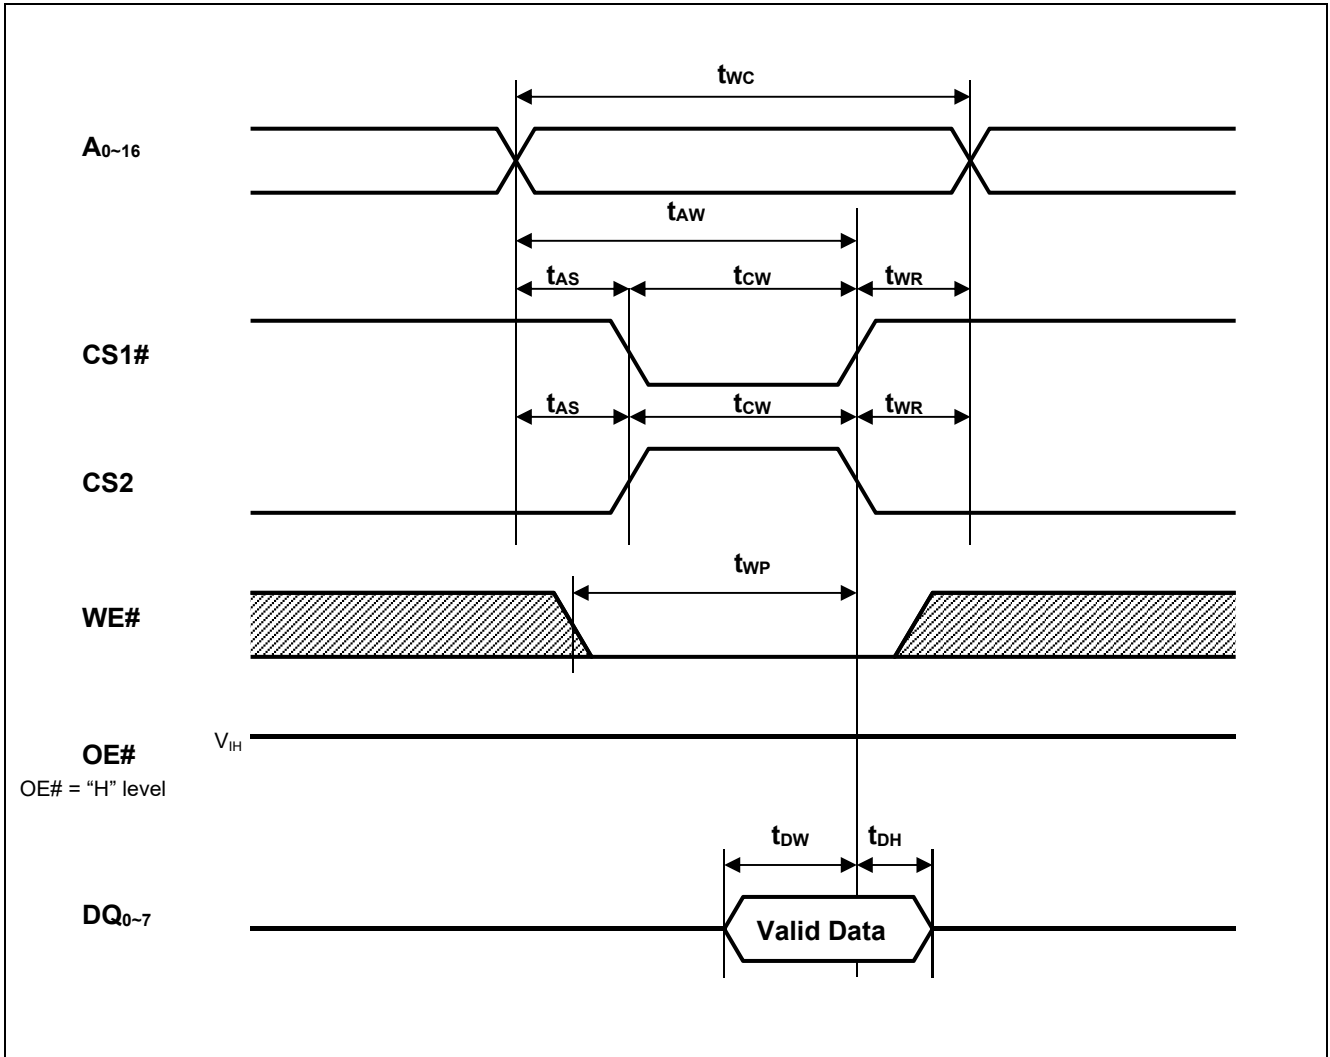 tWC
A0~16
tAW
tAS tCW tWR
CS1#
tAS tCW tWR
CS2
tWP
WE#
VIH
OE#
OE# = “H” level
tDW tDH
DQ0~7
Valid Data